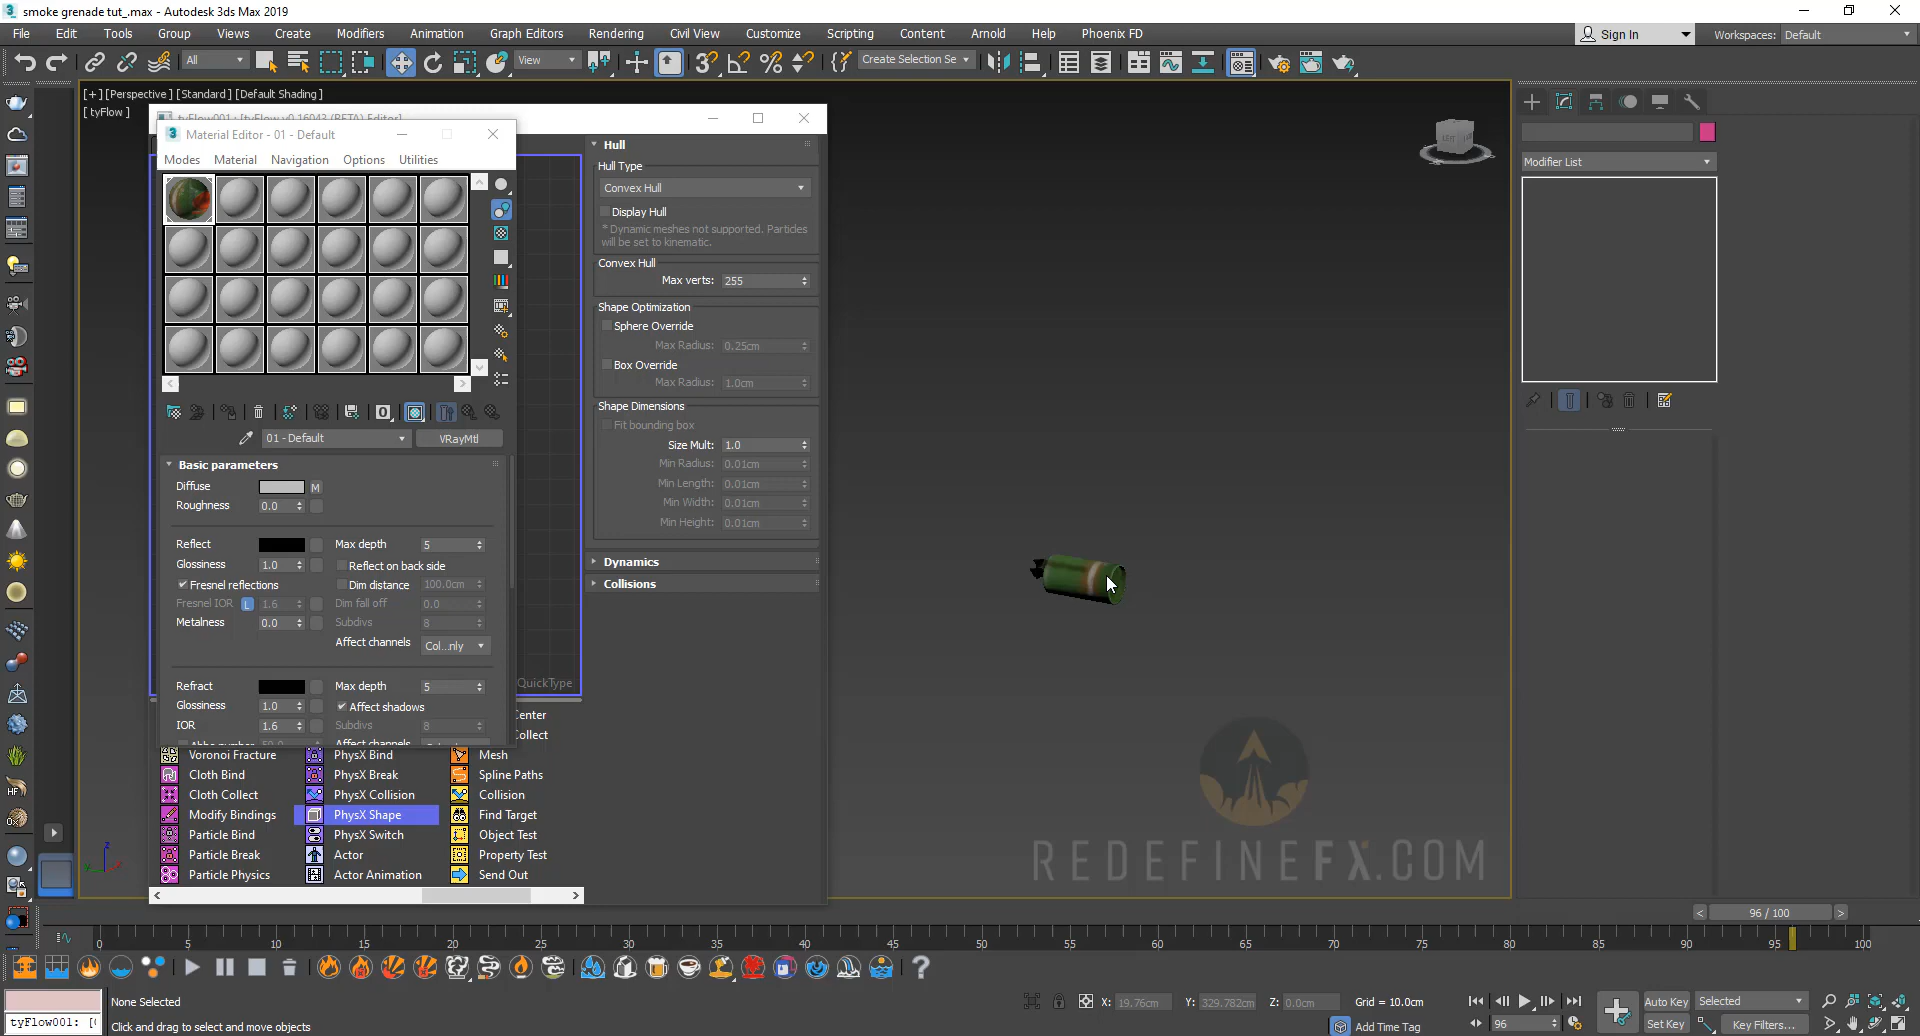 smoke grenade tut_.max - Autodesk 3ds Max 2019
File Edit Tools Group Views Create Modifiers Animation Graph Editors Rendering Civil View Customize Scripting Content Arnold Help Phoenix FD Sign In Workspaces: Default
All View Create Selection Se
[+] [Perspective] [Standard] [Default Shading]
[ tyFlow ]
tyFlow001: [tyFlow v0.16043 (BETA) Editor]
Material Editor - 01 - Default
Modes Material Navigation Options Utilities
01 - Default VRayMtl
Basic parameters
Diffuse M
Roughness 0.0
Reflect Max depth 5
Glossiness 1.0 Reflect on back side
Fresnel reflections Dim distance 100.0cm
Fresnel IOR L 1.6 Dim fall off 0.0
Metalness 0.0 Subdivs 8
Affect channels Col...nly
Refract Max depth 5
Glossiness 1.0 Affect shadows
IOR 1.6 Subdivs 8
Hull
Hull Type
Convex Hull
Display Hull
* Dynamic meshes not supported. Particles
will be set to kinematic.
Convex Hull
Max verts: 255
Shape Optimization
Sphere Override
Max Radius: 0.25cm
Box Override
Max Radius: 1.0cm
Shape Dimensions
Fit bounding box
Size Mult: 1.0
Min Radius: 0.01cm
Min Length: 0.01cm
Min Width: 0.01cm
Min Height: 0.01cm
Dynamics
Collisions
QuickType
Center
Collect
Voronoi Fracture PhysX Bind Mesh
Cloth Bind PhysX Break Spline Paths
Cloth Collect PhysX Collision Collision
Modify Bindings PhysX Shape Find Target
Particle Bind PhysX Switch Object Test
Particle Break Actor Property Test
Particle Physics Actor Animation Send Out
Modifier List
REDEFINEFX.COM
< 96 / 100 >
0 5 10 15 20 25 30 35 40 45 50 55 60 65 70 75 80 85 90 95 100
None Selected X: 19.76cm Y: 329.782cm Z: 0.0cm Grid = 10.0cm Auto Key Selected
tyFlow001: [ Click and drag to select and move objects Add Time Tag 96 Set Key Key Filters...